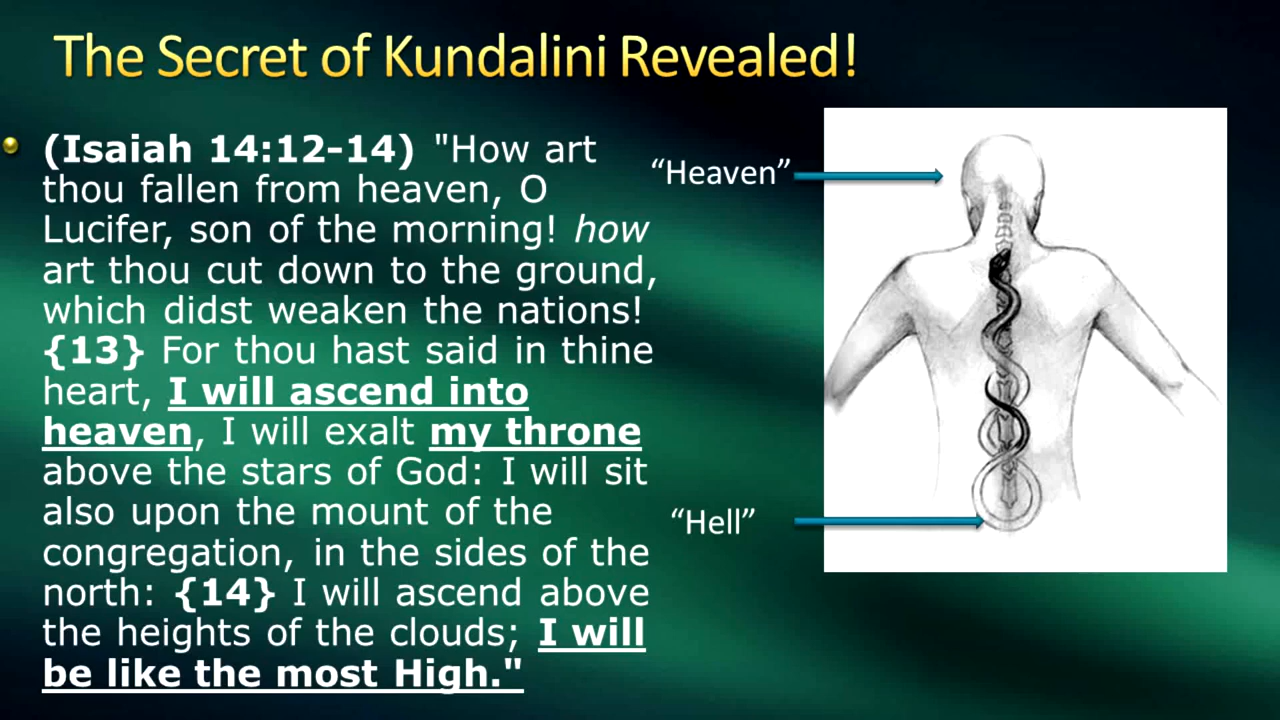 The Secret of Kundalini Revealed!
(Isaiah 14:12-14) "How art
thou fallen from heaven, O
Lucifer, son of the morning! how
art thou cut down to the ground,
which didst weaken the nations!
{13} For thou hast said in thine
heart, I will ascend into
heaven, I will exalt my throne
above the stars of God: I will sit
also upon the mount of the
congregation, in the sides of the
north: {14} I will ascend above
the heights of the clouds; I will
be like the most High."
“Heaven”
“Hell”